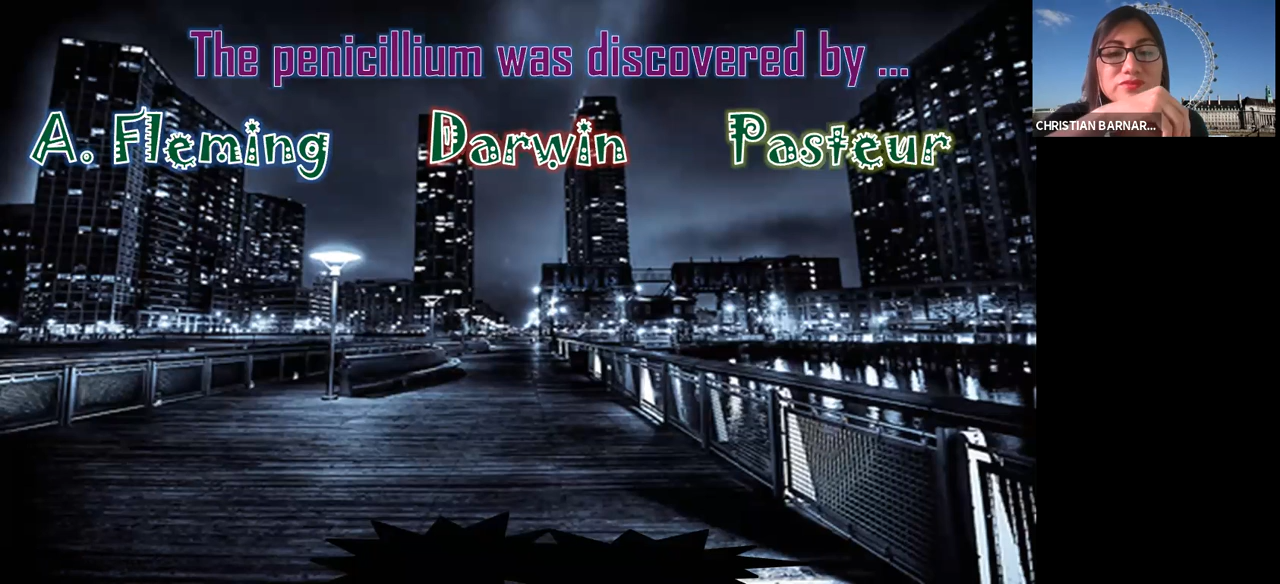 The penicillium was discovered by ...
A. Fleming Darwin Pasteur
CHRISTIAN BARNAR...